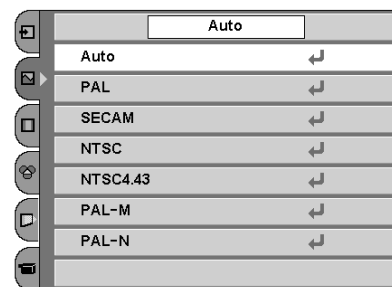 Auto
Auto
PAL
SECAM
NTSC
NTSC4.43
PAL-M
PAL-N